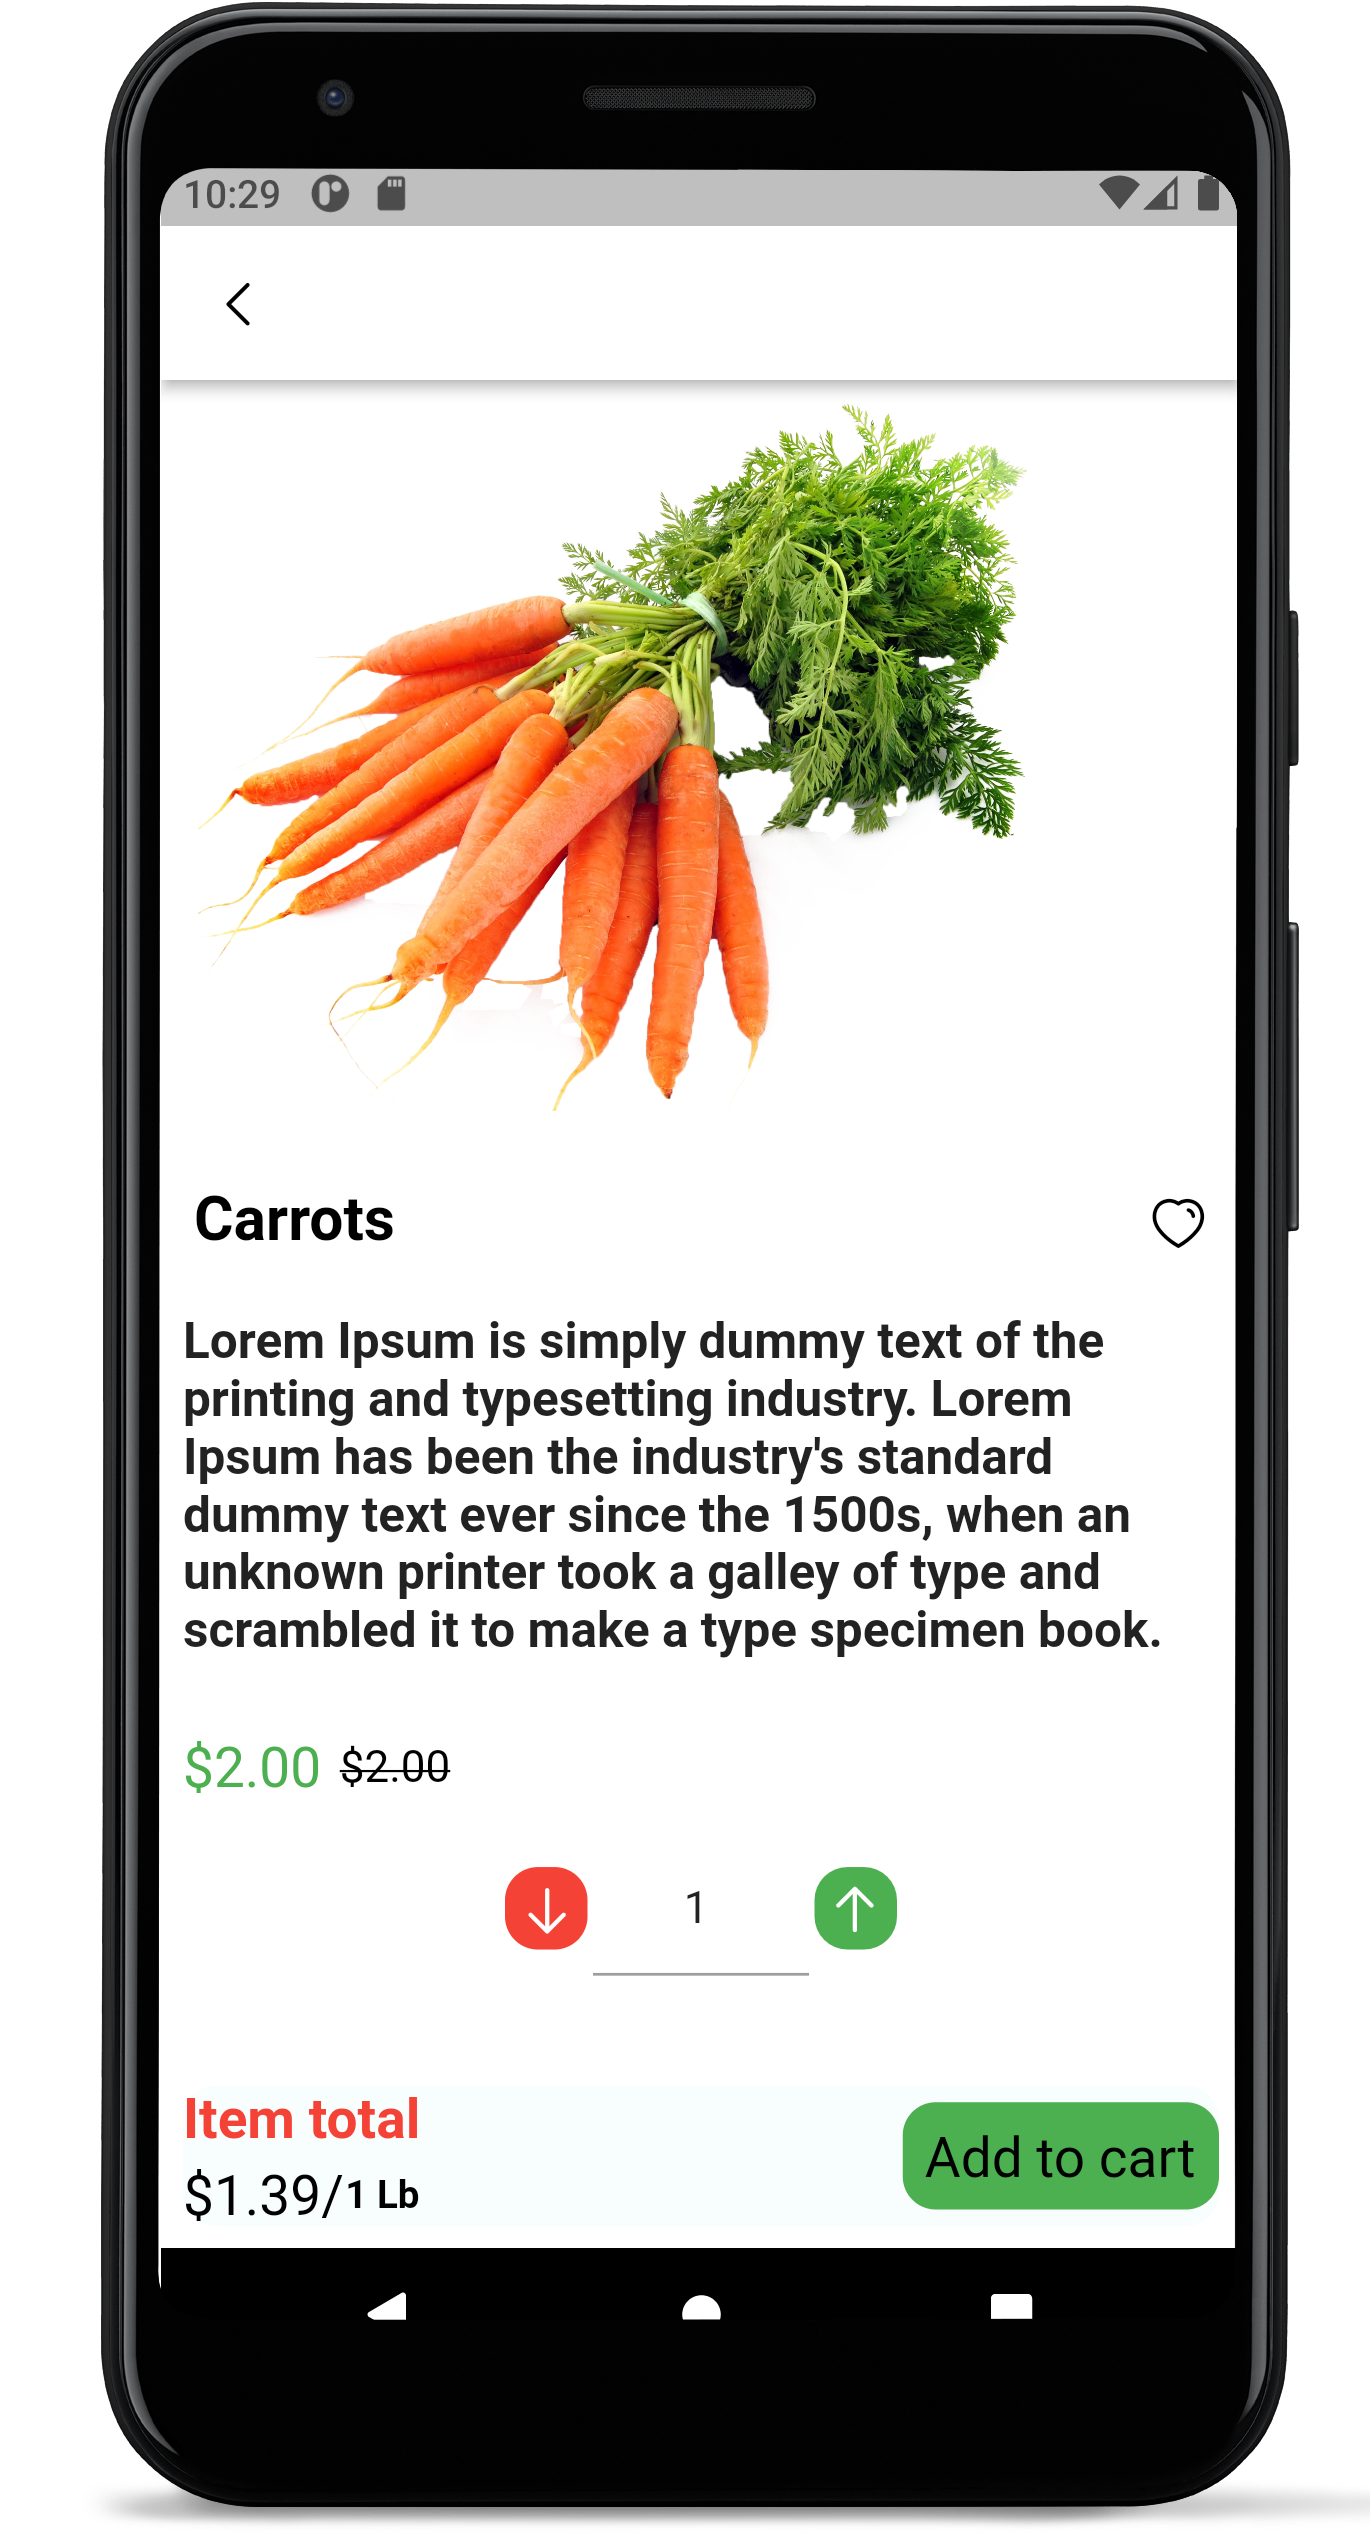 10:29
Carrots
Lorem Ipsum is simply dummy text of the
printing and typesetting industry. Lorem
Ipsum has been the industry's standard
dummy text ever since the 1500s, when an
unknown printer took a galley of type and
scrambled it to make a type specimen book.
$2.00 $2.00
1
Item total
$1.39/1 Lb
Add to cart